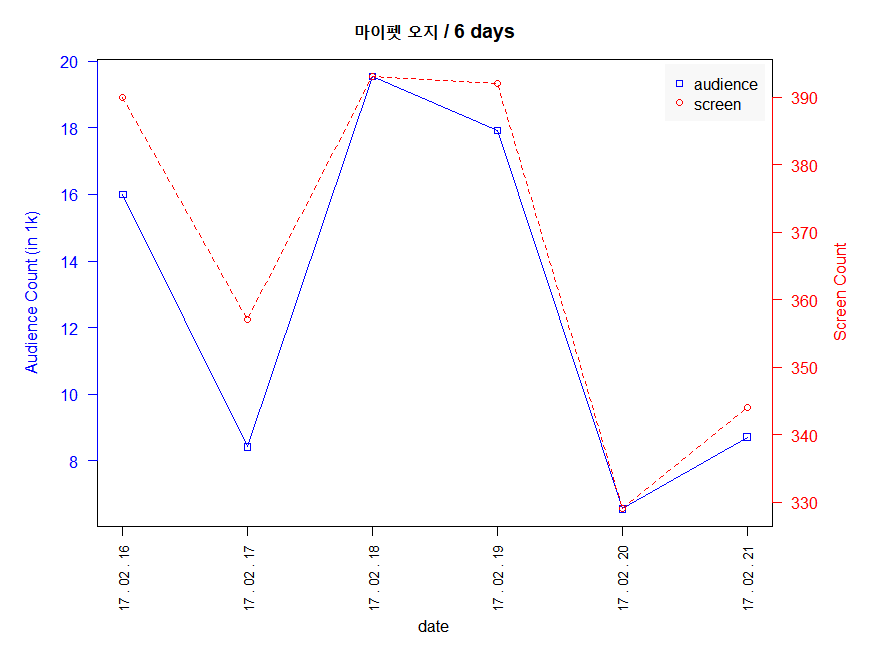 마이펫 오지 / 6 days
Audience Count (in 1k)
20
18
16
14
12
10
8
audience
screen
390
380
370
360
350
340
330
Screen Count
17 . 02 . 16
17 . 02 . 17
17 . 02 . 18
17 . 02 . 19
17 . 02 . 20
17 . 02 . 21
date